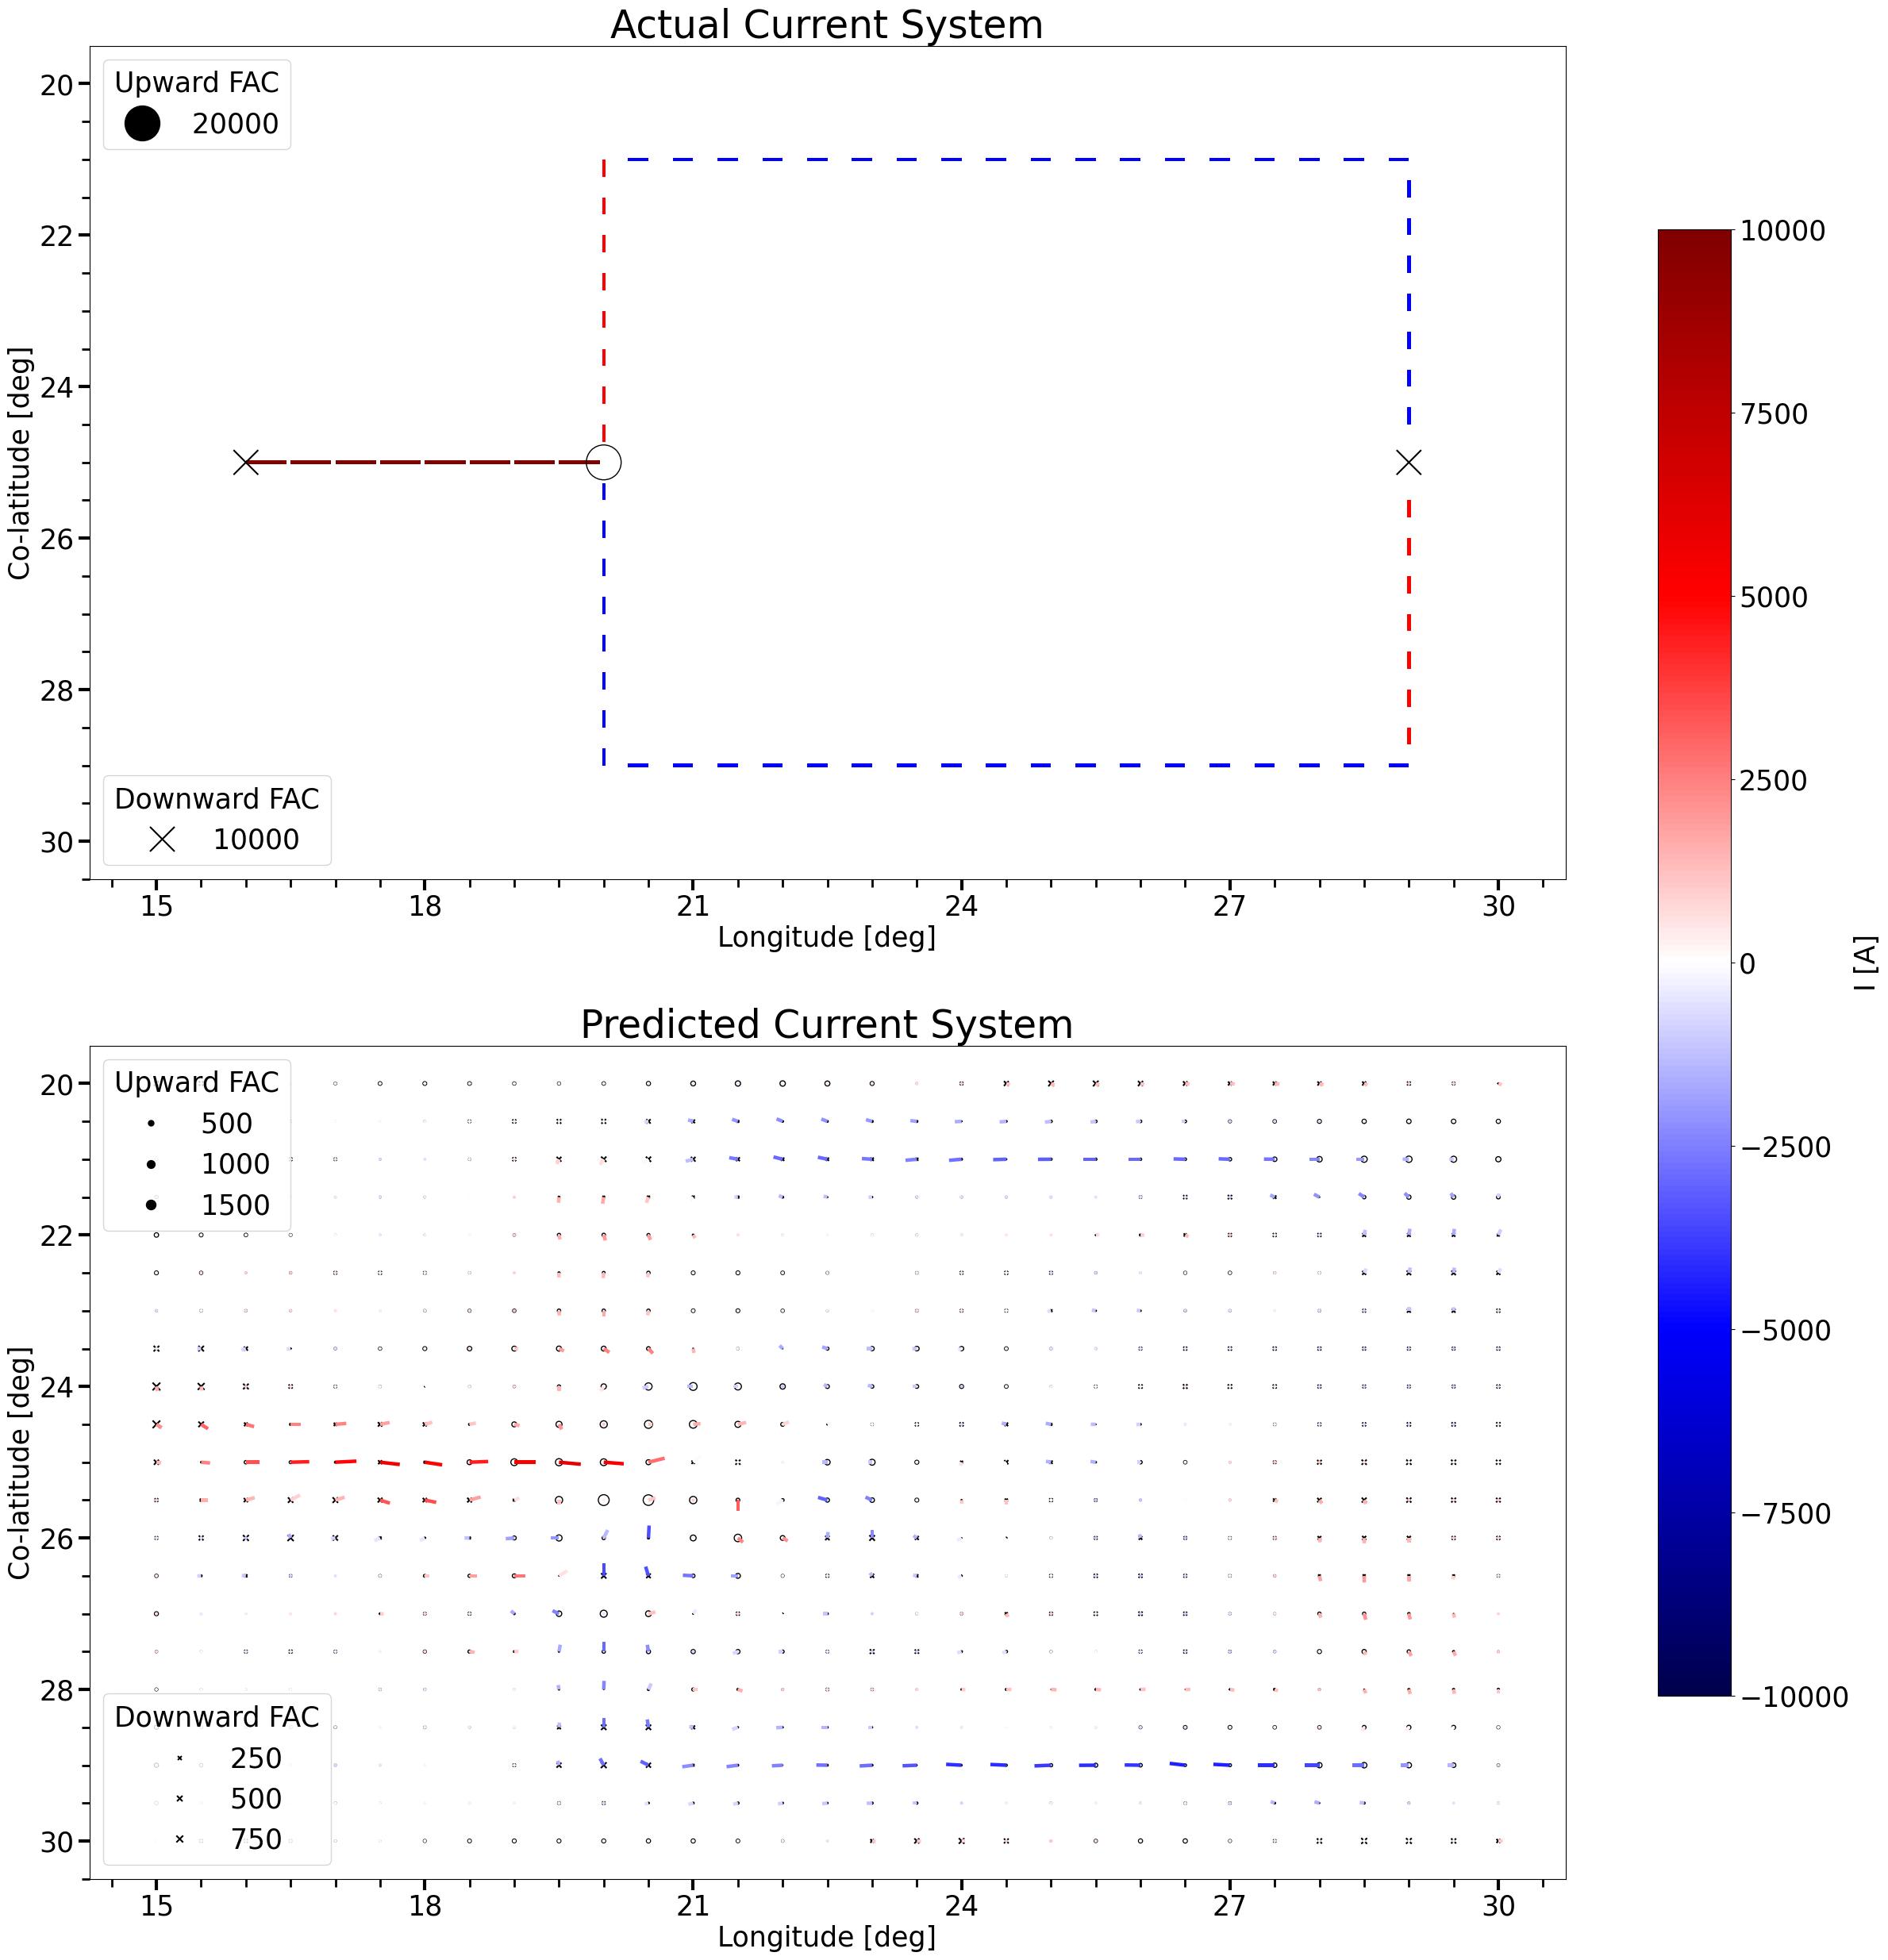 Actual Current System
Upward FAC
20000
20
22
24
26
28
30
Co-latitude [deg]
Downward FAC
10000
15 18 21 24 27 30
Longitude [deg]
10000
7500
5000
2500
0
−2500
−5000
−7500
−10000
I [A]
Predicted Current System
Upward FAC
500
1000
1500
20
22
24
26
28
30
Co-latitude [deg]
Downward FAC
250
500
750
15 18 21 24 27 30
Longitude [deg]